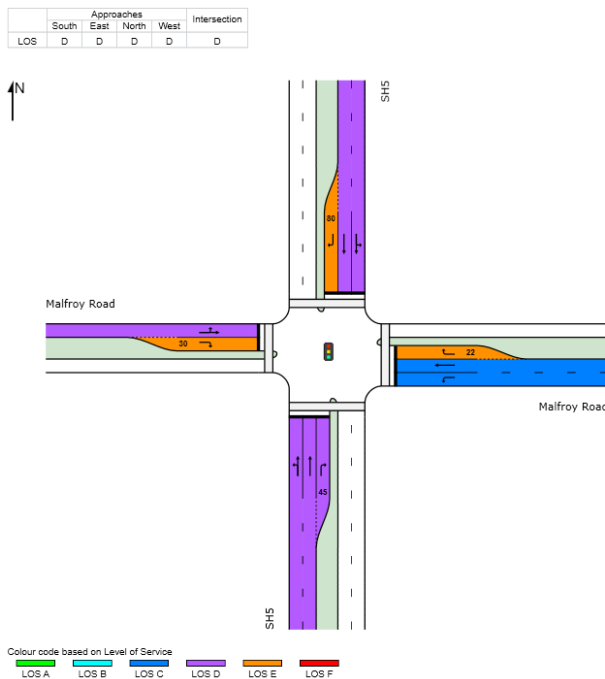 Approaches
Intersection
South East North West
LOS D D D D D
N
SH5
80
Malfroy Road
30
22
Malfroy Road
45
SH5
Colour code based on Level of Service
LOS A LOS B LOS C LOS D LOS E LOS F